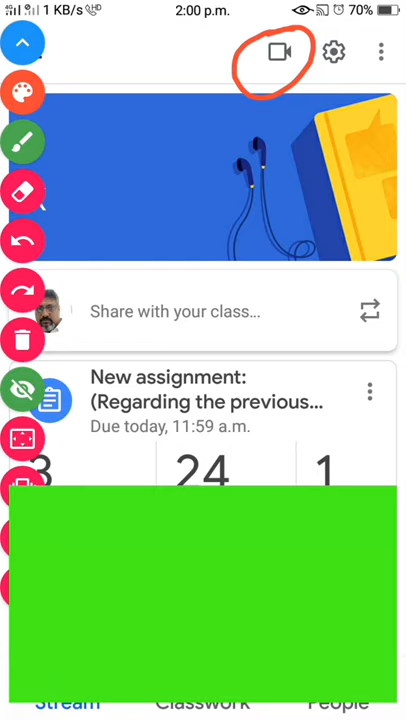 1 KB/s 2:00 p.m. 70%
Share with your class...
New assignment:
(Regarding the previous...
Due today, 11:59 a.m.
3 24 1
Stream Classwork People